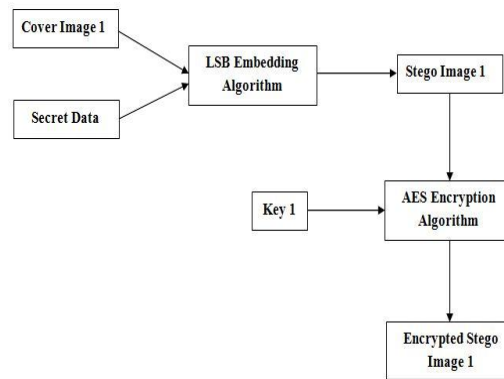 Cover Image 1
LSB Embedding
Algorithm
Stego Image 1
Secret Data
Key 1
AES Encryption
Algorithm
Encrypted Stego
Image 1